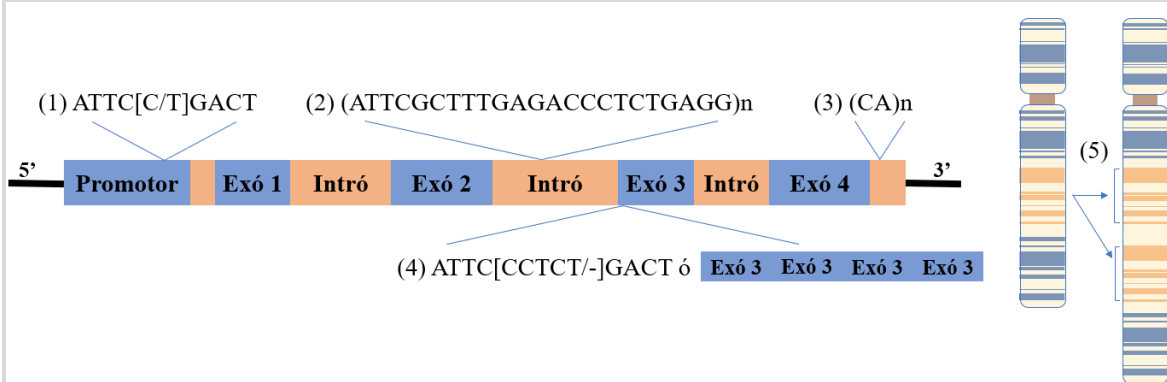 (1) ATTC[C/T]GACT (2) (ATTCGCTTTGAGACCCTCTGAGG)n (3) (CA)n
(5)
5’ Promotor Exó 1 Intró Exó 2 Intró Exó 3 Intró Exó 4 3’
(4) ATTC[CCTCT/-]GACT ó Exó 3 Exó 3 Exó 3 Exó 3